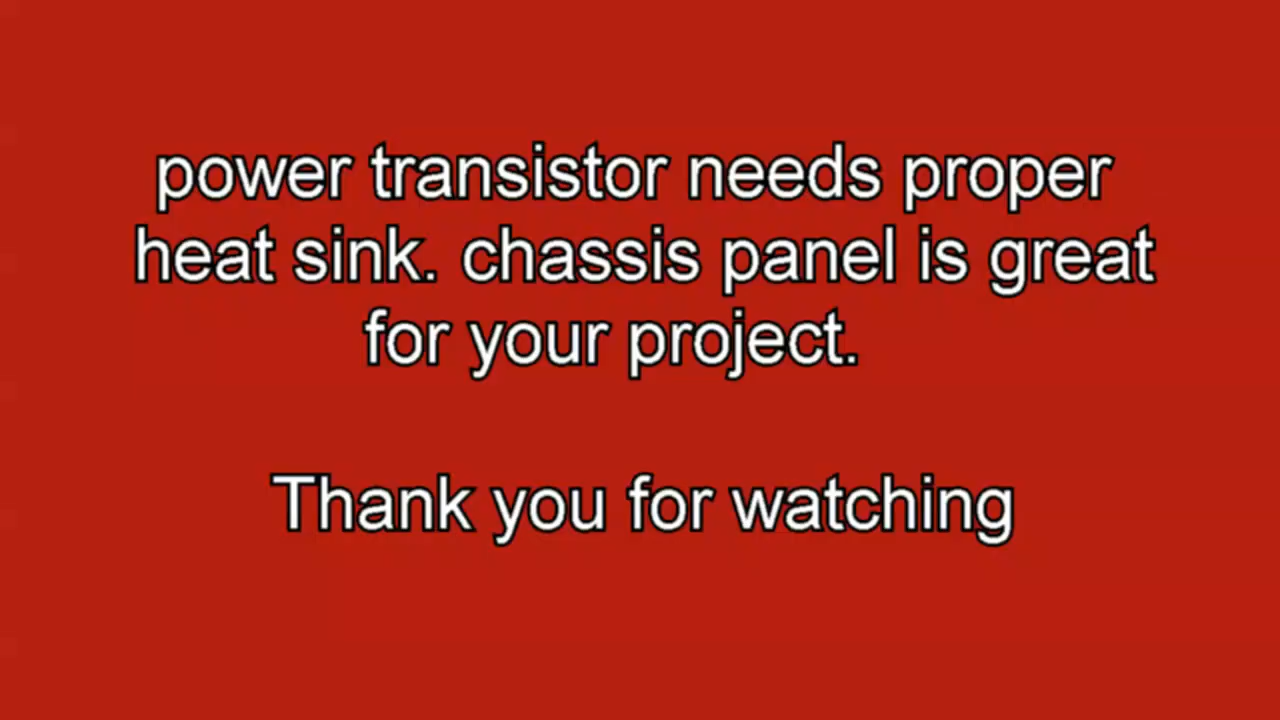 power transistor needs proper
heat sink. chassis panel is great
for your project.
Thank you for watching